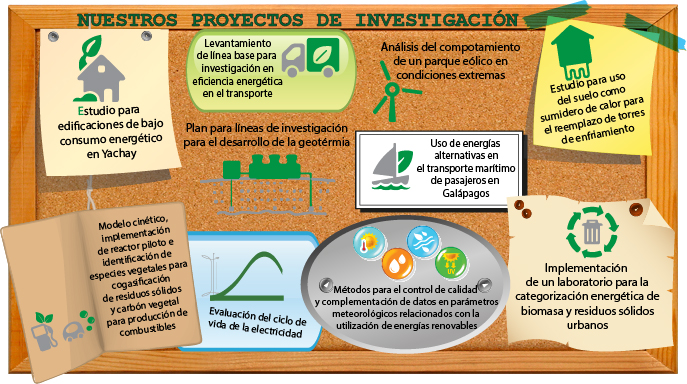 NUESTROS PROYECTOS DE INVESTIGACIÓN
Estudio para
edificaciones de bajo
consumo energético
en Yachay
Levantamiento
de línea base para
investigación en
eficiencia energética
en el transporte
Análisis del compotamiento
de un parque eólico en
condiciones extremas
Estudio para uso
del suelo como
sumidero de calor para
el reemplazo de torres
de enfriamiento
Plan para líneas de investigación
para el desarrollo de la geotérmia
Uso de energías
alternativas en
el transporte marítimo
de pasajeros en
Galápagos
Modelo cinético,
implementación
de reactor piloto e
identificación de
especies vegetales para
cogasificación
de residuos sólidos
y carbón vegetal
para producción de
combustibles
Evaluación del ciclo de
vida de la electricidad
UV
Métodos para el control de calidad
y complementación de datos en parámetros
meteorológicos relacionados con la
utilización de energías renovables
Implementación
de un laboratorio para la
categorización energética de
biomasa y residuos sólidos
urbanos